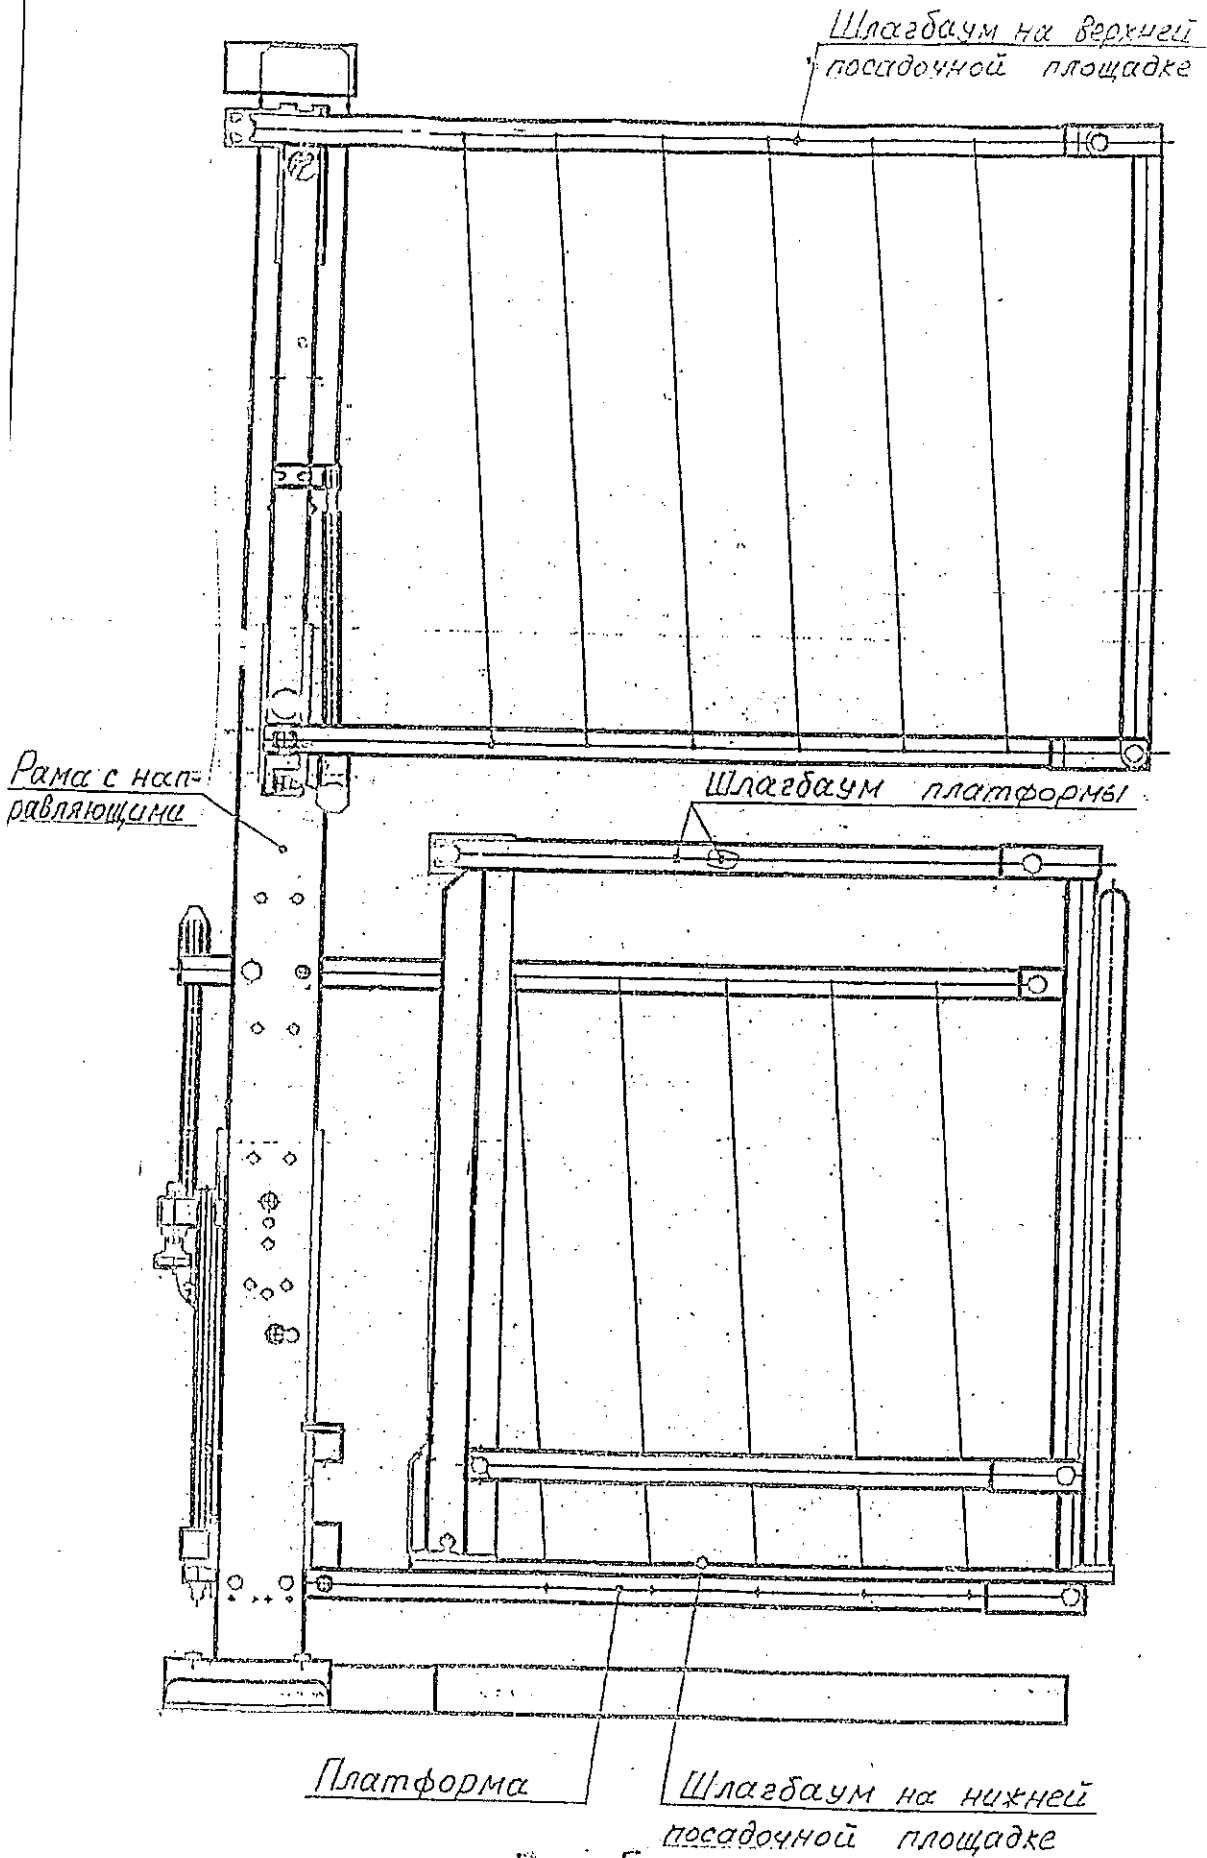 Шлагбаум на верхней
посадочной площадке
Рама с нап-
равляющими
Шлагбаум платформы
Платформа
Шлагбаум на нижней
посадочной площадке